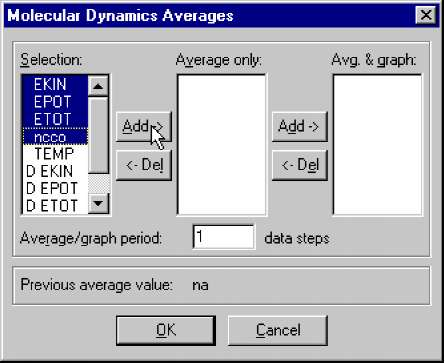 Molecular Dynamics Averages
Selection: Average only: Avg. & graph:
EKIN
EPOT
ETOT
ncco
TEMP
D EKIN
D EPOT
D ETOT
Add -> Add ->
<- Del <- Del
Average/graph period: 1 data steps
Previous average value: na
OK Cancel